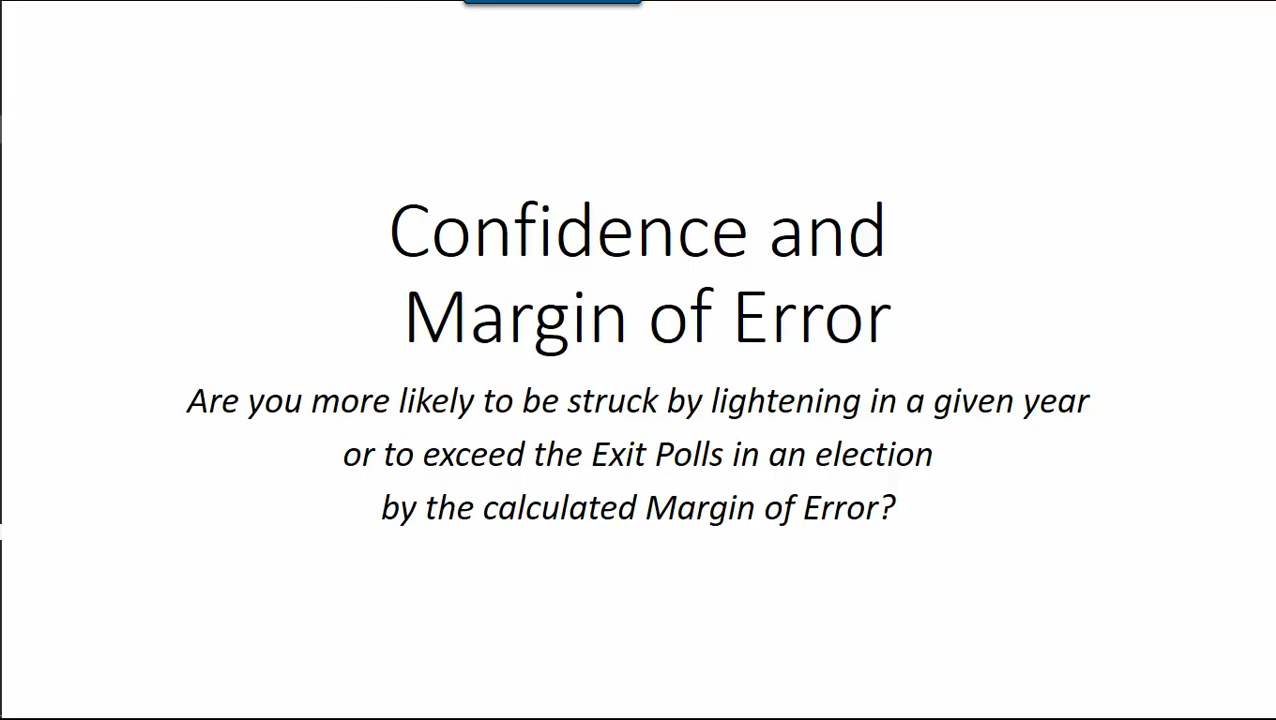 Confidence and
Margin of Error
Are you more likely to be struck by lightening in a given year
or to exceed the Exit Polls in an election
by the calculated Margin of Error?